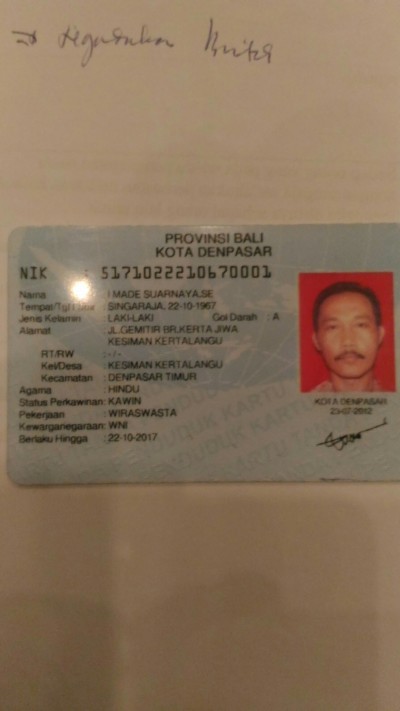 PROVINSI BALI
KOTA DENPASAR
NIK : 5171022210670001
Nama : I MADE SUARNAYA,SE
Tempat/Tgl Lahir : SINGARAJA, 22-10-1967
Jenis Kelamin : LAKI-LAKI Gol Darah : A
Alamat : JL.GEMITIR BR.KERTA JIWA
KESIMAN KERTALANGU
RT/RW : - / -
Kel/Desa : KESIMAN KERTALANGU
Kecamatan : DENPASAR TIMUR
Agama : HINDU
Status Perkawinan: KAWIN
Pekerjaan : WIRASWASTA
Kewarganegaraan: WNI
Berlaku Hingga : 22-10-2017
KOTA DENPASAR
23-07-2012